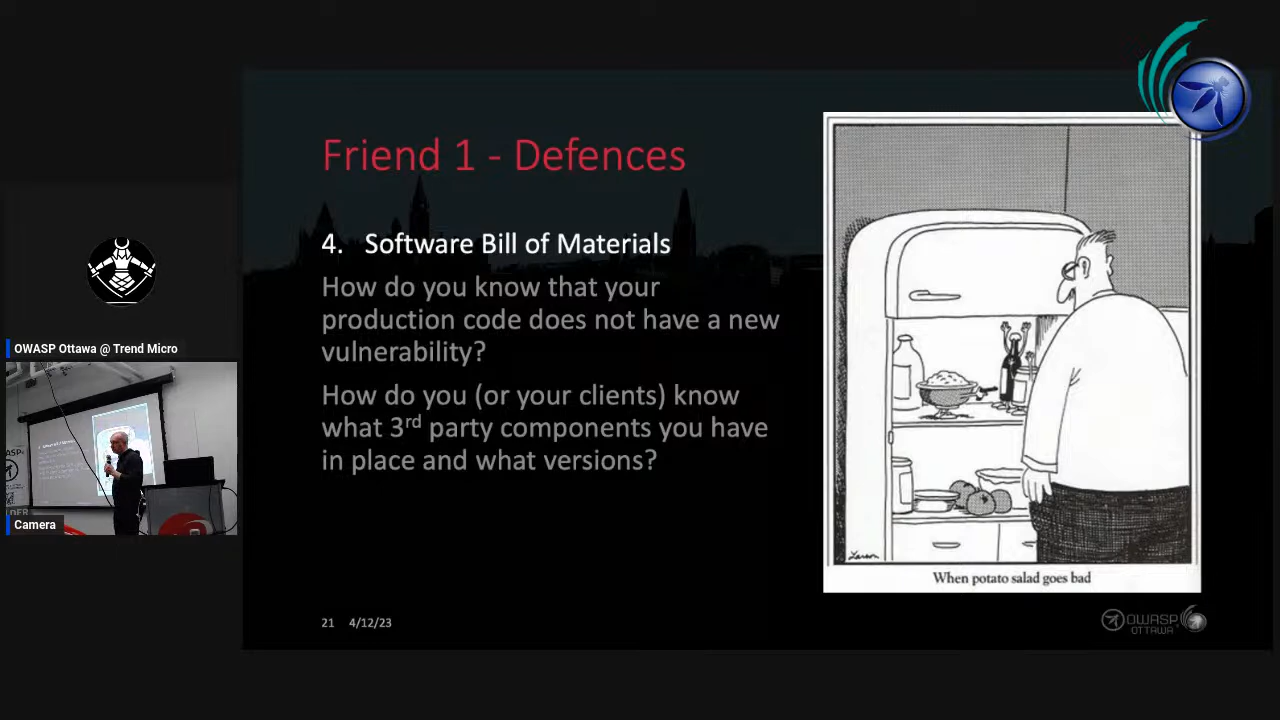 Friend 1 - Defences
4. Software Bill of Materials
How do you know that your
production code does not have a new
vulnerability?
How do you (or your clients) know
what 3rd party components you have
in place and what versions?
Larson
When potato salad goes bad
21 4/12/23
OWASP
OTTAWA
OWASP Ottawa @ Trend Micro
Camera